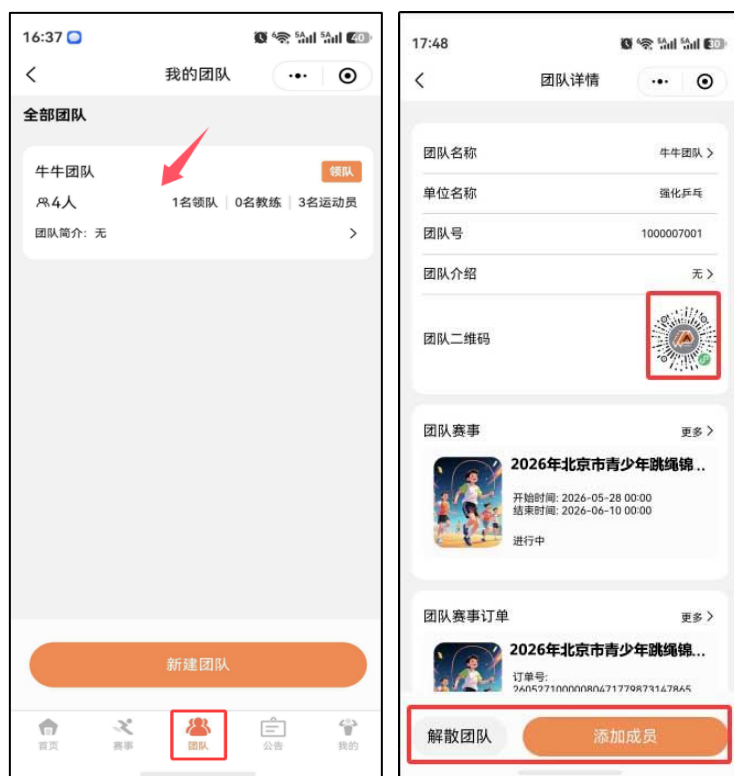 16:37
我的团队
全部团队
牛牛团队
领队
4人
1名领队 | 0名教练 | 3名运动员
团队简介: 无
新建团队
首页
赛事
团队
公告
我的
17:48
团队详情
团队名称
牛牛团队
单位名称
强化乒乓
团队号
1000007001
团队介绍
无
团队二维码
团队赛事
更多
2026年北京市青少年跳绳锦...
开始时间: 2026-05-28 00:00
结束时间: 2026-06-10 00:00
进行中
团队赛事订单
更多
2026年北京市青少年跳绳锦...
订单号:
解散团队
添加成员